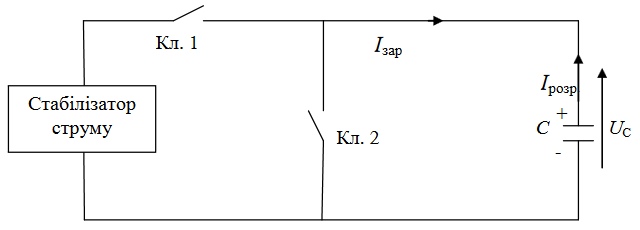 Кл. 1
Iзар
Стабілізатор
струму
Кл. 2
Iрозр
+
C
-
UC